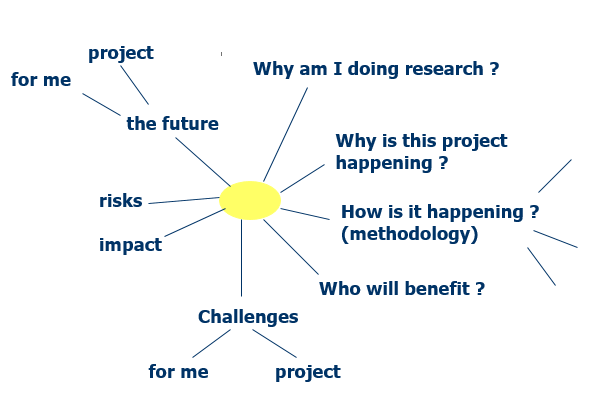 project
for me
Why am I doing research ?
the future
Why is this project
happening ?
risks
How is it happening ?
(methodology)
impact
Who will benefit ?
Challenges
for me
project